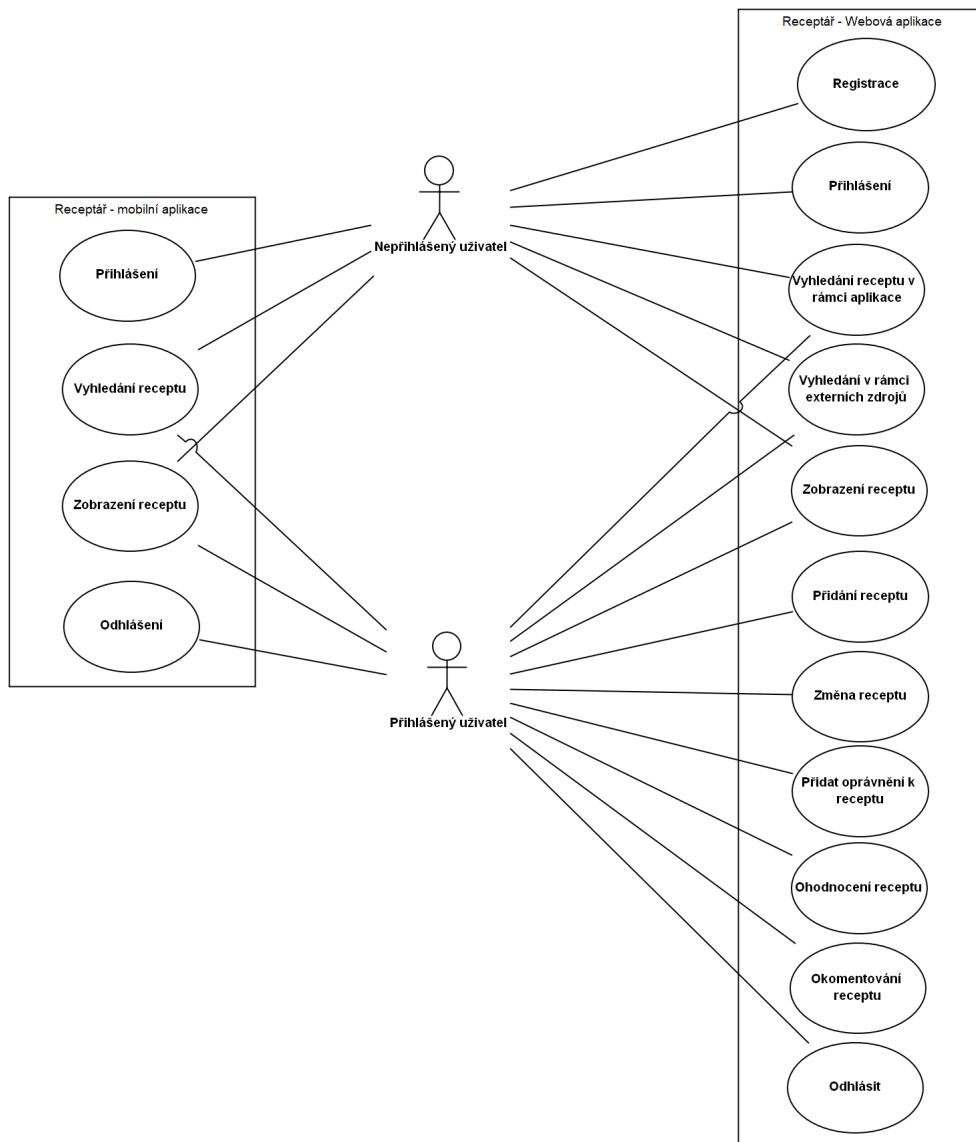 Receptář - Webová aplikace
Registrace
Přihlášení
Nepřihlášený uživatel
Receptář - mobilní aplikace
Přihlášení
Vyhledání receptu
Zobrazení receptu
Odhlášení
Vyhledání receptu v
rámci aplikace
Vyhledání v rámci
externích zdrojů
Zobrazení receptu
Přidání receptu
Přihlášený uživatel
Změna receptu
Přidat oprávnění k
receptu
Ohodnocení receptu
Okomentování
receptu
Odhlásit